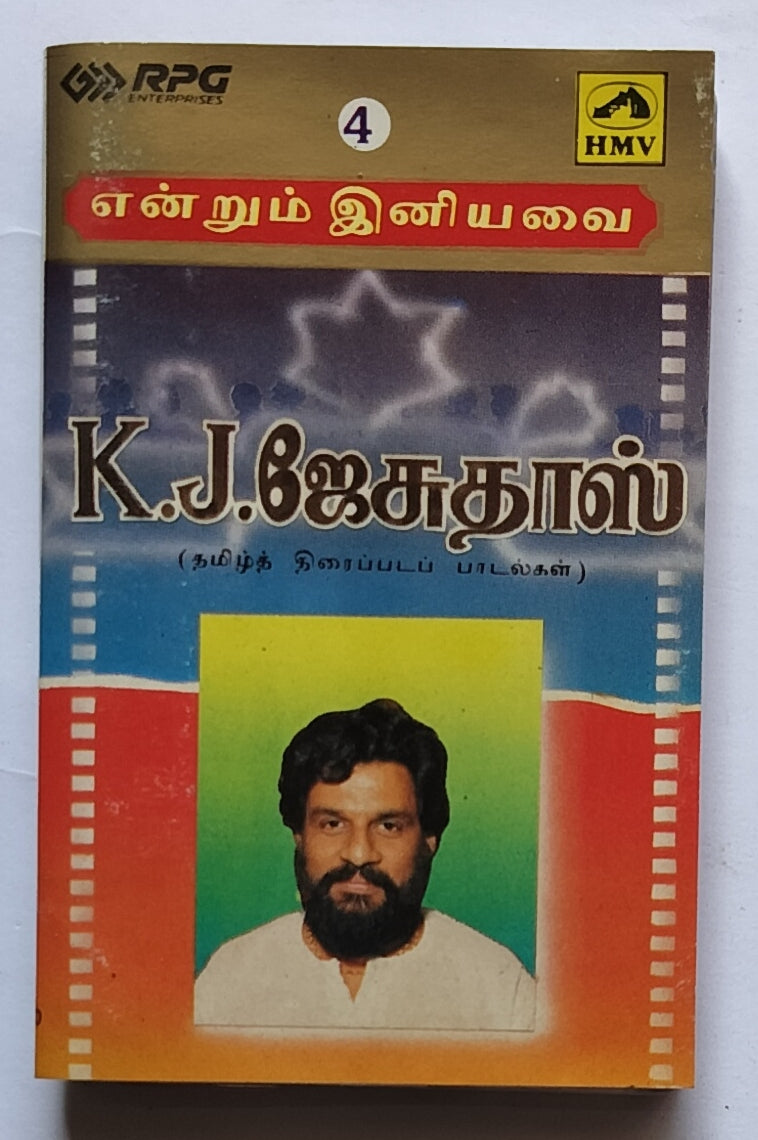 RPG
ENTERPRISES
4
HMV
என்றும் இனியவை
K.J.ஜேசுதாஸ்
(தமிழ்த் திரைப்படப் பாடல்கள்)